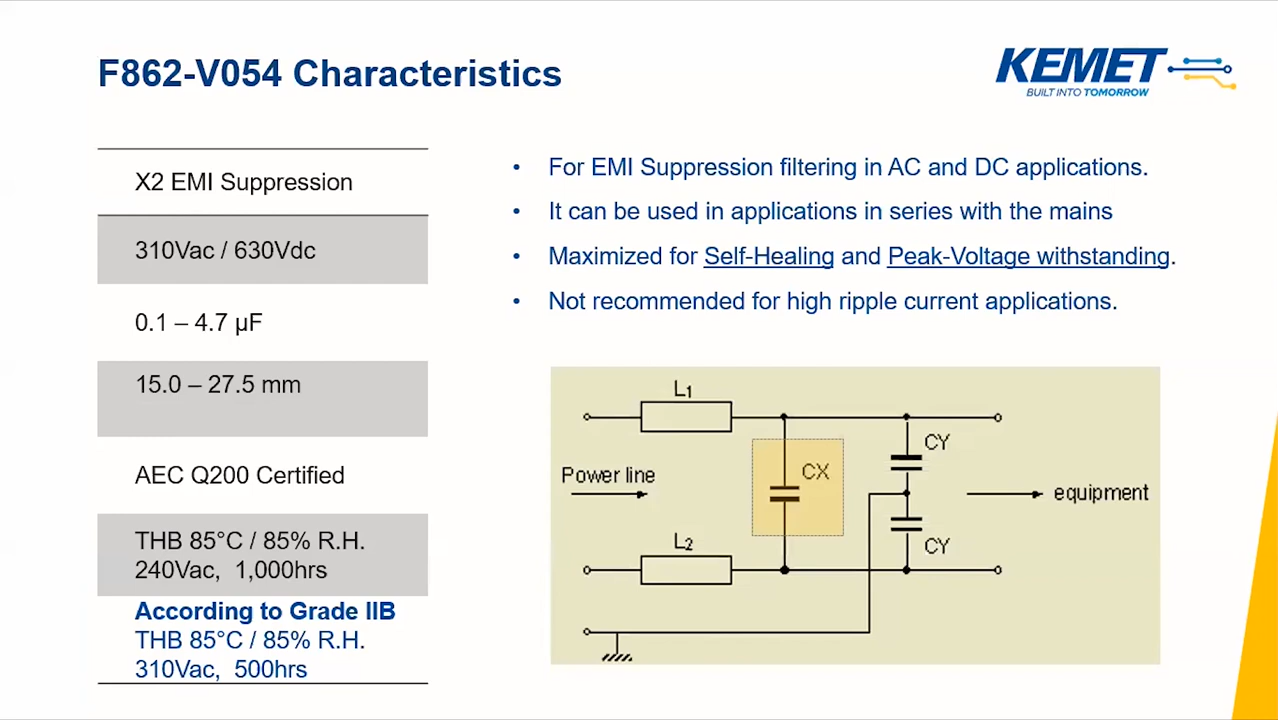 F862-V054 Characteristics
KEMET
BUILT INTO TOMORROW
X2 EMI Suppression
310Vac / 630Vdc
0.1 – 4.7 µF
15.0 – 27.5 mm
AEC Q200 Certified
THB 85°C / 85% R.H.
240Vac, 1,000hrs
According to Grade IIB
THB 85°C / 85% R.H.
310Vac, 500hrs
• For EMI Suppression filtering in AC and DC applications.
• It can be used in applications in series with the mains
• Maximized for Self-Healing and Peak-Voltage withstanding.
• Not recommended for high ripple current applications.
L1
CY
Power line
CX
equipment
L2
CY